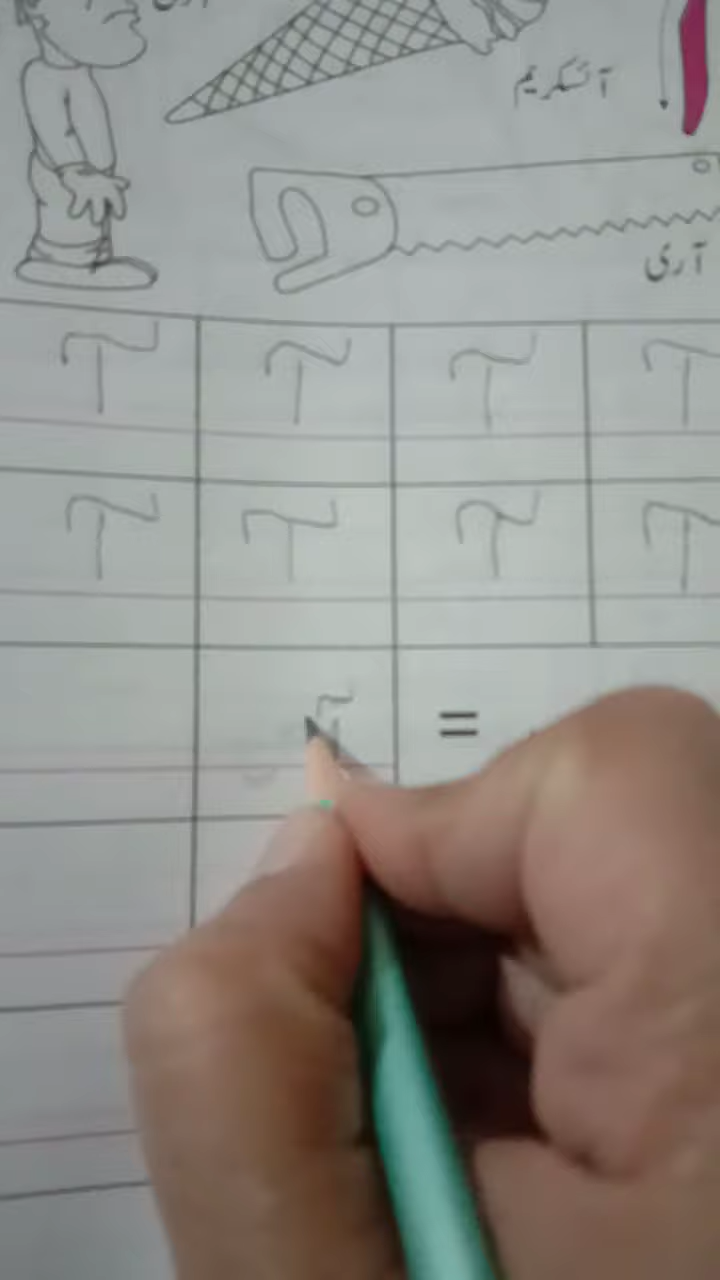 آئسکریم
آری
آ آ آ آ
آ آ آ آ
= آ